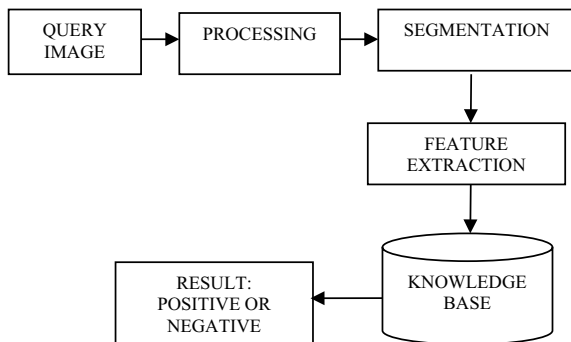 QUERY
IMAGE
PROCESSING
SEGMENTATION
FEATURE
EXTRACTION
KNOWLEDGE
BASE
RESULT:
POSITIVE OR
NEGATIVE